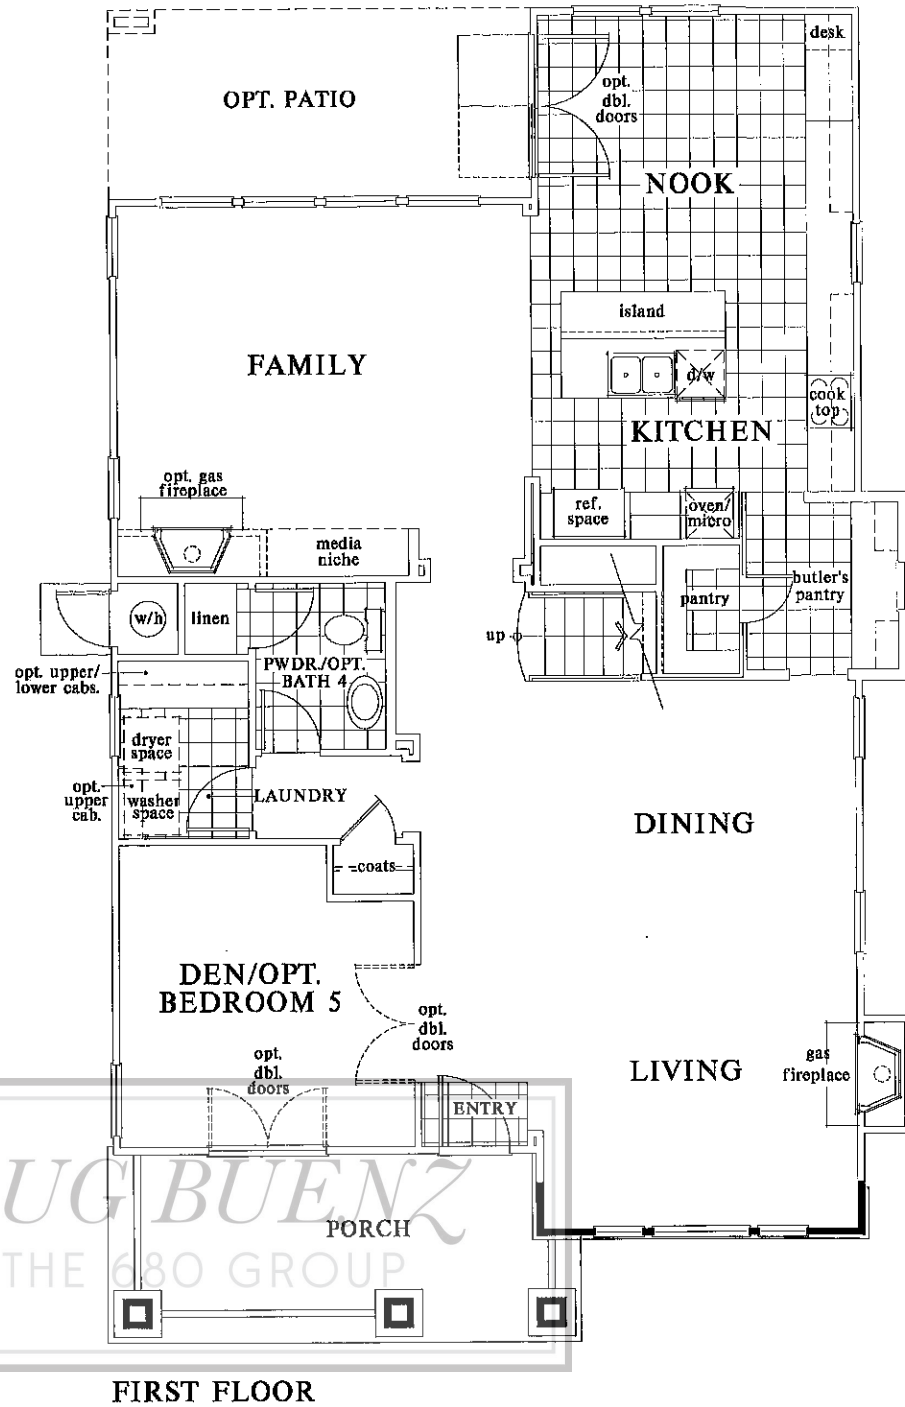 desk
opt.
dbl.
doors
OPT. PATIO
NOOK
island
FAMILY
d/w
cook
top
KITCHEN
opt. gas
fireplace
ref.
space
oven/
micro
media
niche
butler's
pantry
pantry
w/h
linen
up
PWDR./OPT.
BATH 4
opt. upper/
lower cabs.
dryer
space
opt.
upper
cab.
washer
space
LAUNDRY
DINING
coats
DEN/OPT.
BEDROOM 5
opt.
dbl.
doors
opt.
dbl.
doors
gas
fireplace
LIVING
ENTRY
UG BUENZ
PORCH
THE 680 GROUP
FIRST FLOOR